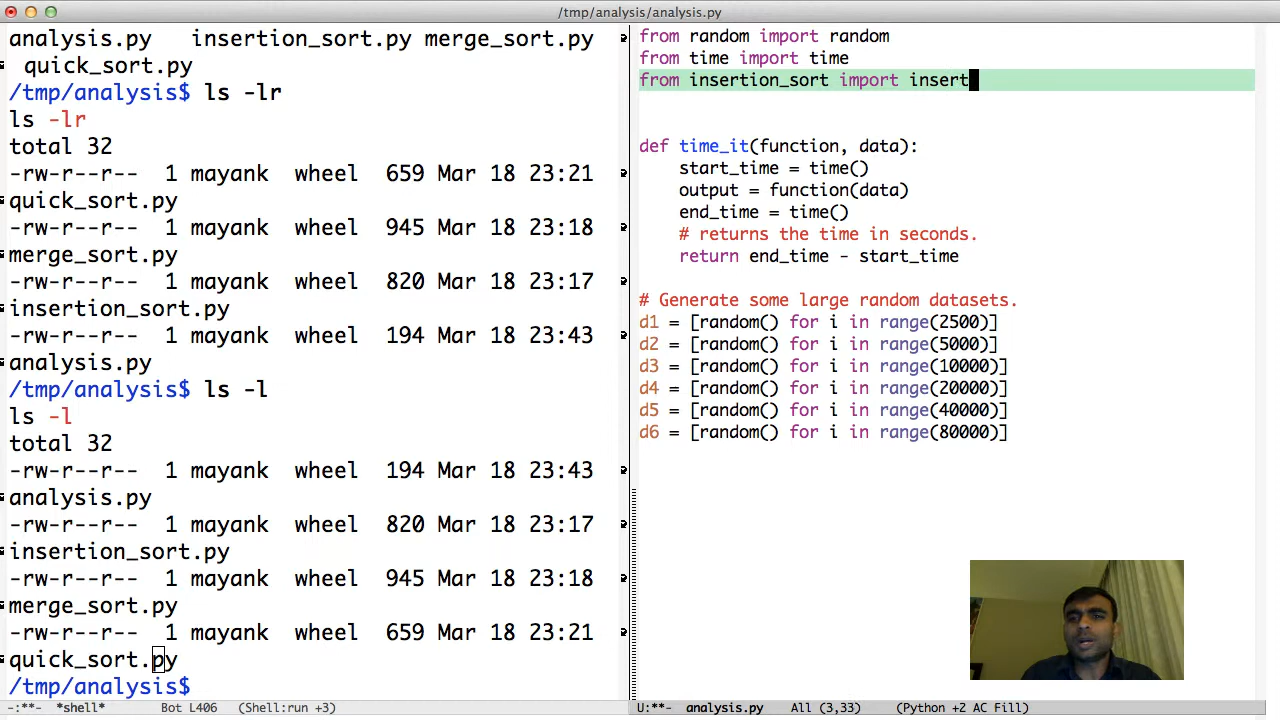 /tmp/analysis/analysis.py
analysis.py insertion_sort.py merge_sort.py
quick_sort.py
/tmp/analysis$ ls -lr
ls -lr
total 32
-rw-r--r-- 1 mayank wheel 659 Mar 18 23:21
quick_sort.py
-rw-r--r-- 1 mayank wheel 945 Mar 18 23:18
merge_sort.py
-rw-r--r-- 1 mayank wheel 820 Mar 18 23:17
insertion_sort.py
-rw-r--r-- 1 mayank wheel 194 Mar 18 23:43
analysis.py
/tmp/analysis$ ls -l
ls -l
total 32
-rw-r--r-- 1 mayank wheel 194 Mar 18 23:43
analysis.py
-rw-r--r-- 1 mayank wheel 820 Mar 18 23:17
insertion_sort.py
-rw-r--r-- 1 mayank wheel 945 Mar 18 23:18
merge_sort.py
-rw-r--r-- 1 mayank wheel 659 Mar 18 23:21
quick_sort.py
/tmp/analysis$
-:**- *shell* Bot L406 (Shell:run +3)
from random import random
from time import time
from insertion_sort import insert
def time_it(function, data):
start_time = time()
output = function(data)
end_time = time()
# returns the time in seconds.
return end_time - start_time
# Generate some large random datasets.
d1 = [random() for i in range(2500)]
d2 = [random() for i in range(5000)]
d3 = [random() for i in range(10000)]
d4 = [random() for i in range(20000)]
d5 = [random() for i in range(40000)]
d6 = [random() for i in range(80000)]
U:**- analysis.py All (3,33) (Python +2 AC Fill)